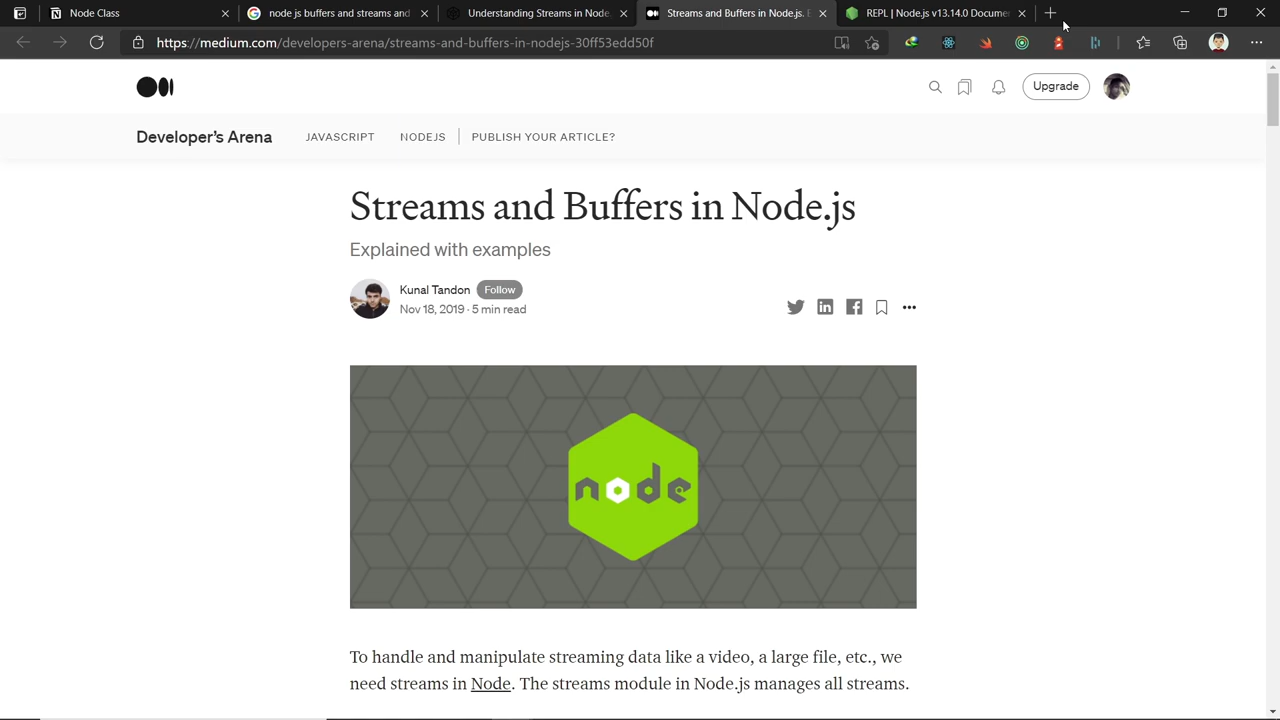 Node Class
node js buffers and streams and
Understanding Streams in Node.
Streams and Buffers in Node.js. E
REPL | Node.js v13.14.0 Docume
https://medium.com/developers-arena/streams-and-buffers-in-nodejs-30ff53edd50f
Upgrade
Developer's Arena
JAVASCRIPT
NODEJS
PUBLISH YOUR ARTICLE?
Streams and Buffers in Node.js
Explained with examples
Kunal Tandon Follow
Nov 18, 2019 · 5 min read
node
To handle and manipulate streaming data like a video, a large file, etc., we
need streams in Node. The streams module in Node.js manages all streams.